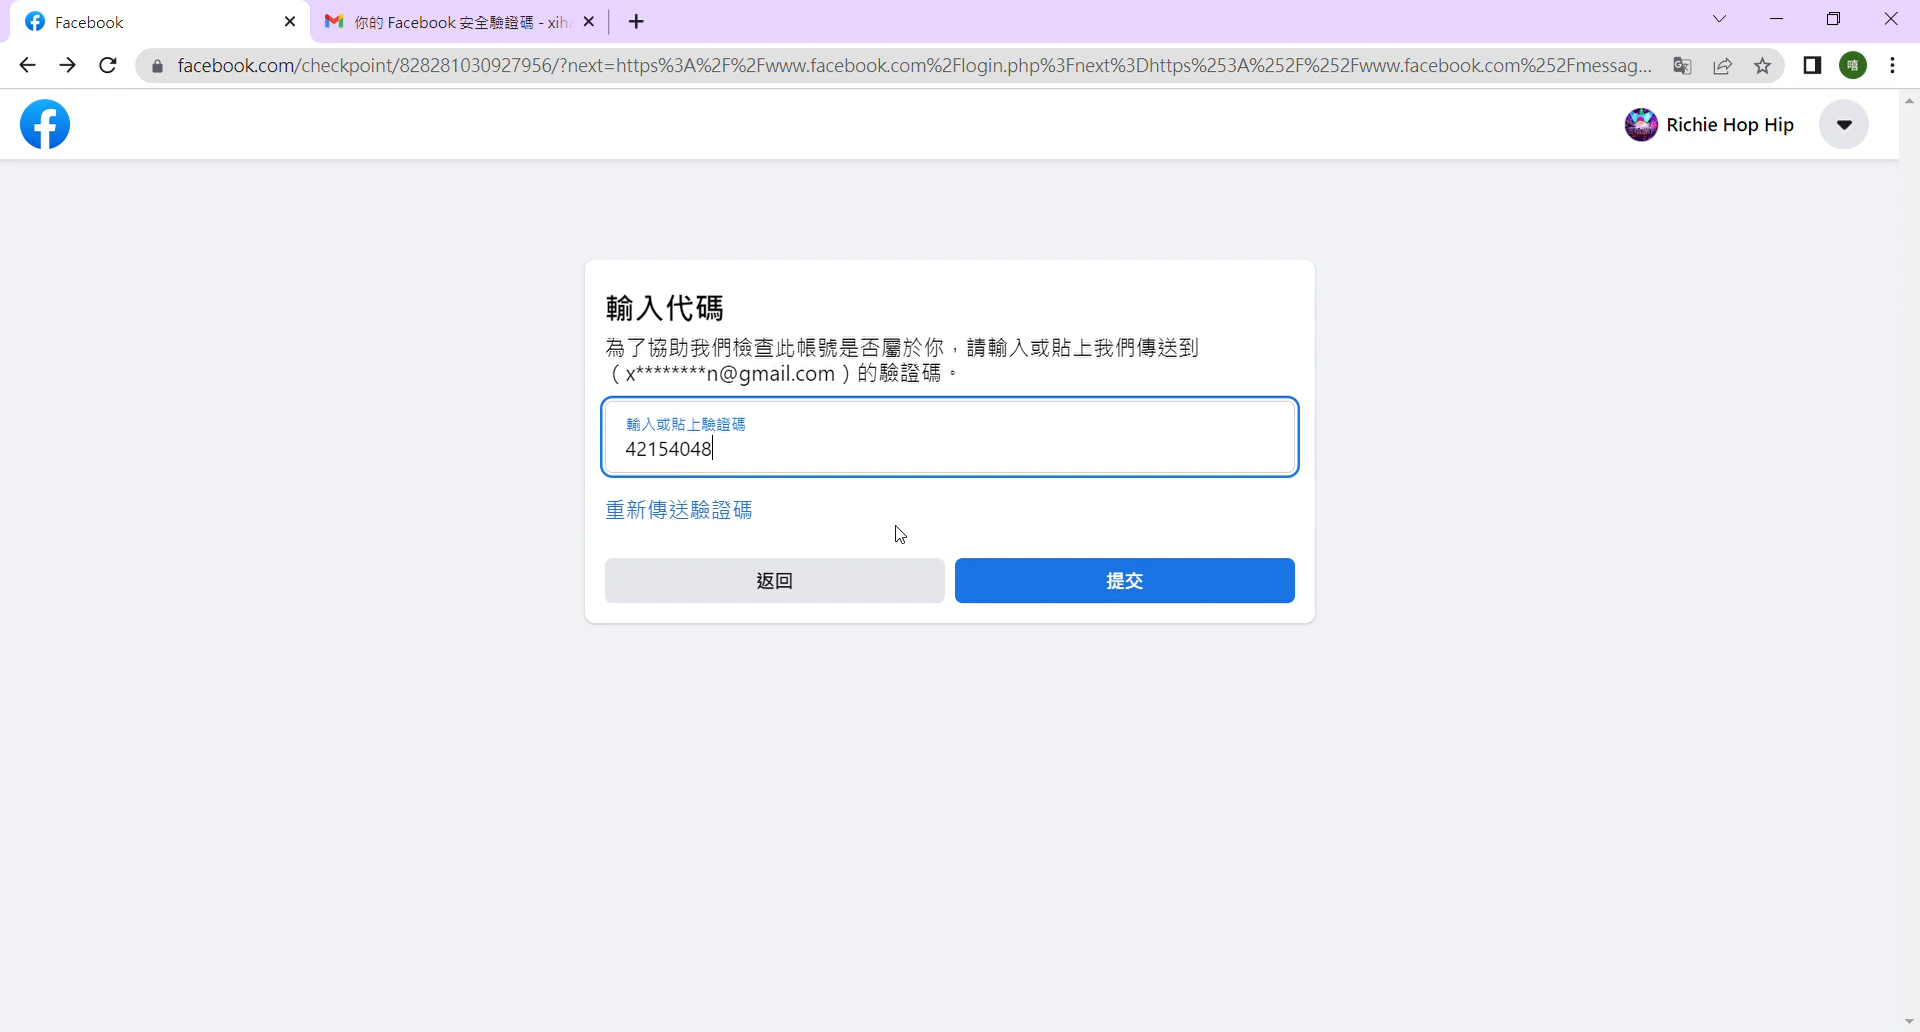 Facebook
你的 Facebook 安全驗證碼 - xih
facebook.com/checkpoint/828281030927956/?next=https%3A%2F%2Fwww.facebook.com%2Flogin.php%3Fnext%3Dhttps%253A%252F%252Fwww.facebook.com%252Fmessag...
嘻
Richie Hop Hip
輸入代碼
為了協助我們檢查此帳號是否屬於你，請輸入或貼上我們傳送到
（x********n@gmail.com）的驗證碼。
輸入或貼上驗證碼
42154048
重新傳送驗證碼
返回
提交